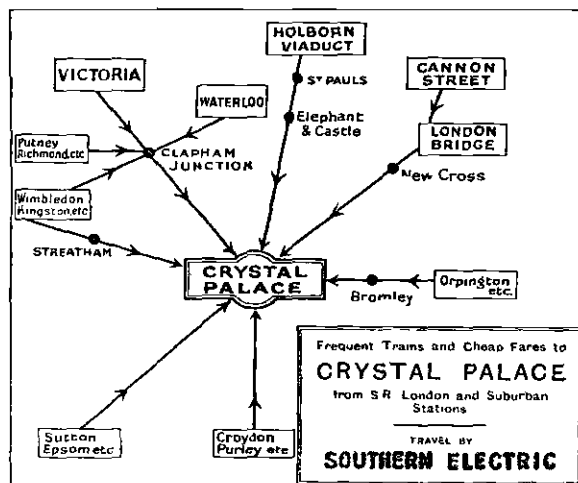 HOLBORN
VIADUCT
ST PAULS
VICTORIA
CANNON
STREET
WATERLOO
Elephant
& Castle
Putney
Richmond,etc
CLAPHAM
JUNCTION
LONDON
BRIDGE
New Cross
Wimbledon
Kingston,etc
STREATHAM
CRYSTAL
PALACE
Bromley
Orpington
etc.
Frequent Trains and Cheap Fares to
CRYSTAL PALACE
from S.R. London and Suburban
Stations
TRAVEL BY
SOUTHERN ELECTRIC
Sutton
Epsom etc
Croydon
Purley etc